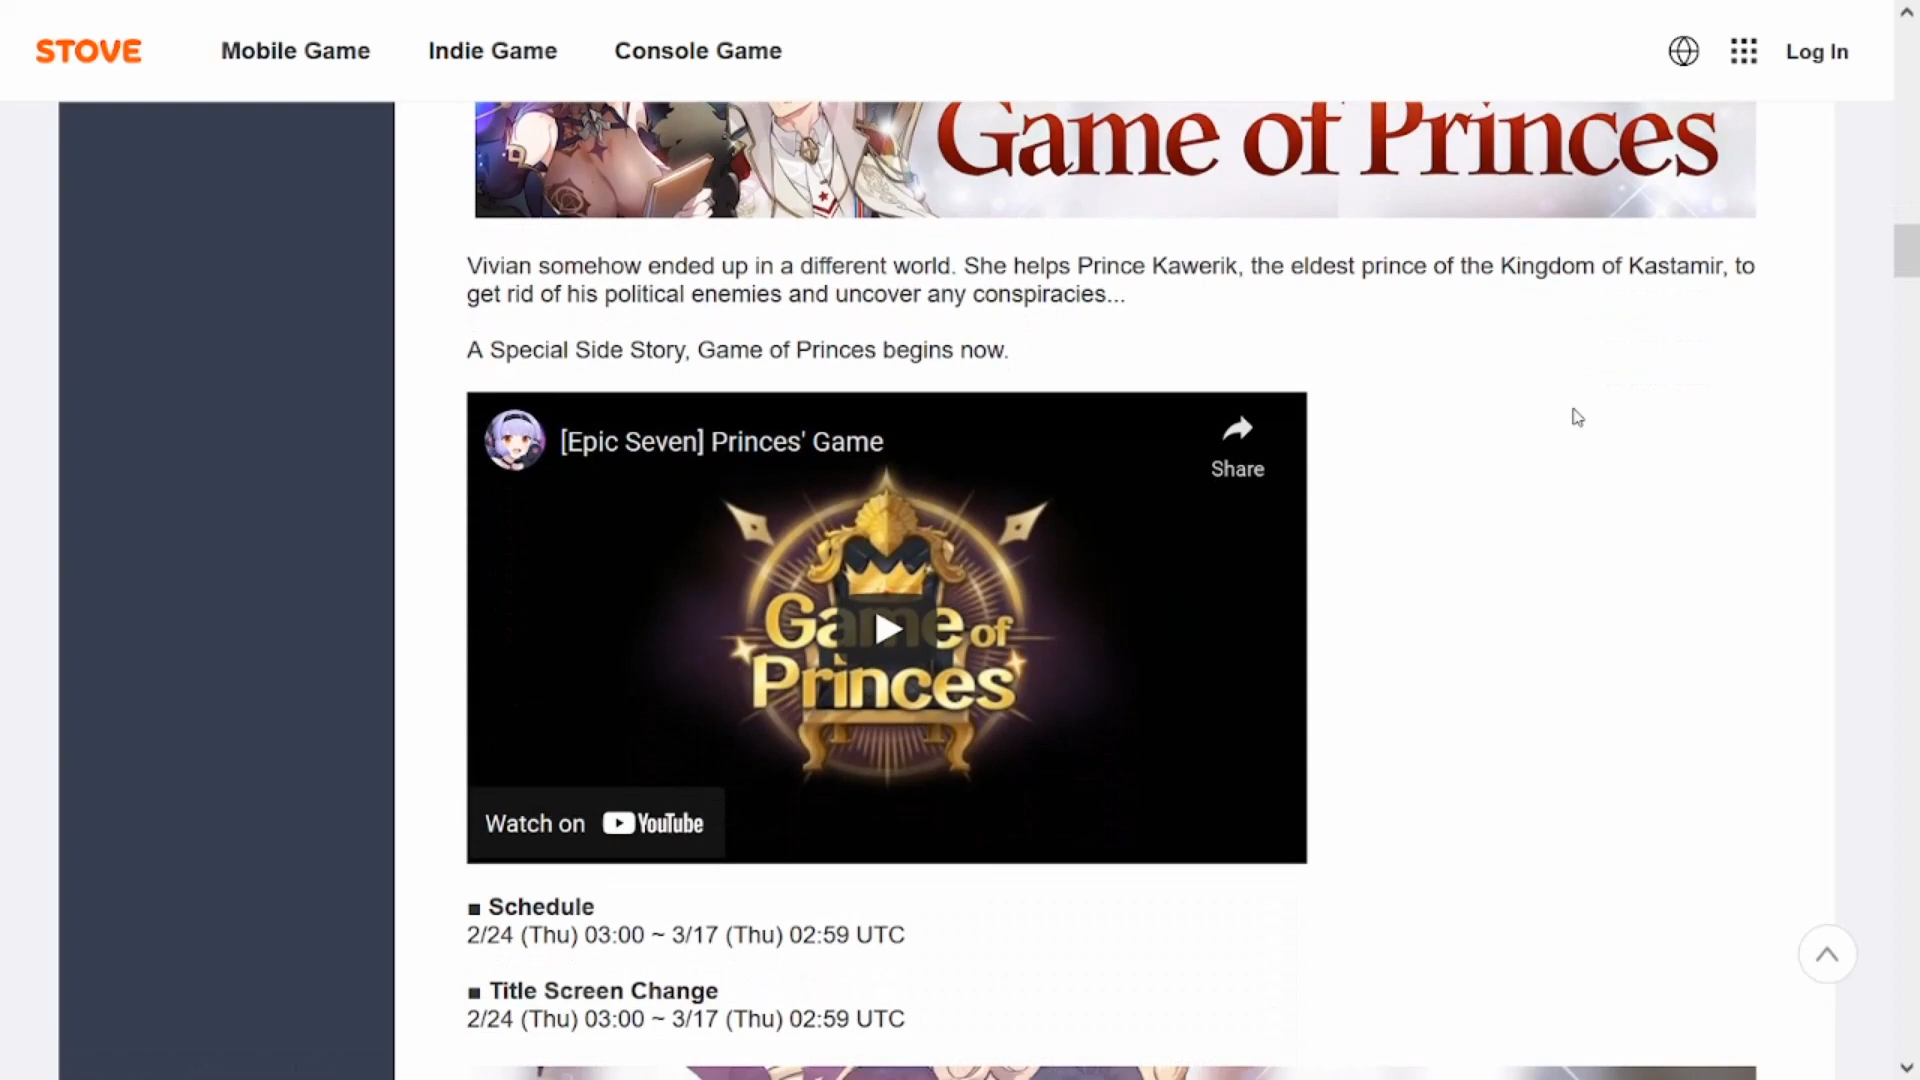 STOVE Mobile Game Indie Game Console Game Log In
Game of Princes
Vivian somehow ended up in a different world. She helps Prince Kawerik, the eldest prince of the Kingdom of Kastamir, to
get rid of his political enemies and uncover any conspiracies...
A Special Side Story, Game of Princes begins now.
[Epic Seven] Princes' Game
Share
Game of
Princes
Watch on YouTube
■ Schedule
2/24 (Thu) 03:00 ~ 3/17 (Thu) 02:59 UTC
■ Title Screen Change
2/24 (Thu) 03:00 ~ 3/17 (Thu) 02:59 UTC